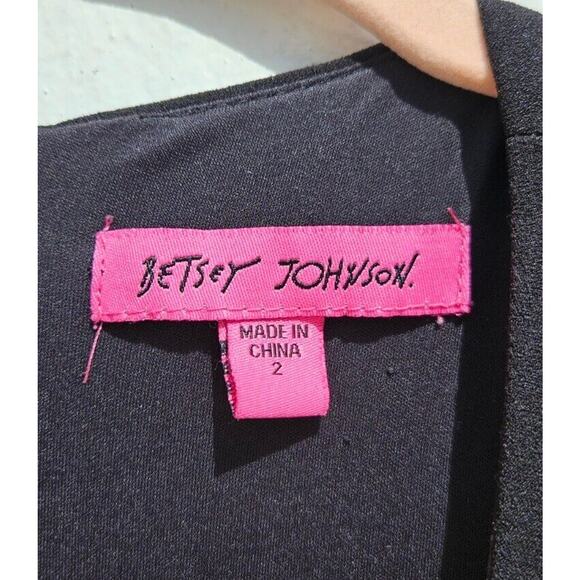 BETSEY JOHNSON.
MADE IN
CHINA
2